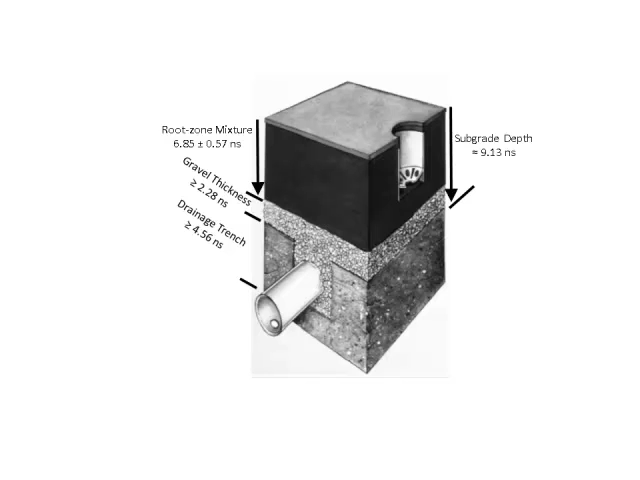 Root-zone Mixture
6.85 ± 0.57 ns
Subgrade Depth
≈ 9.13 ns
Gravel Thickness
≥ 2.28 ns
Drainage Trench
≥ 4.56 ns